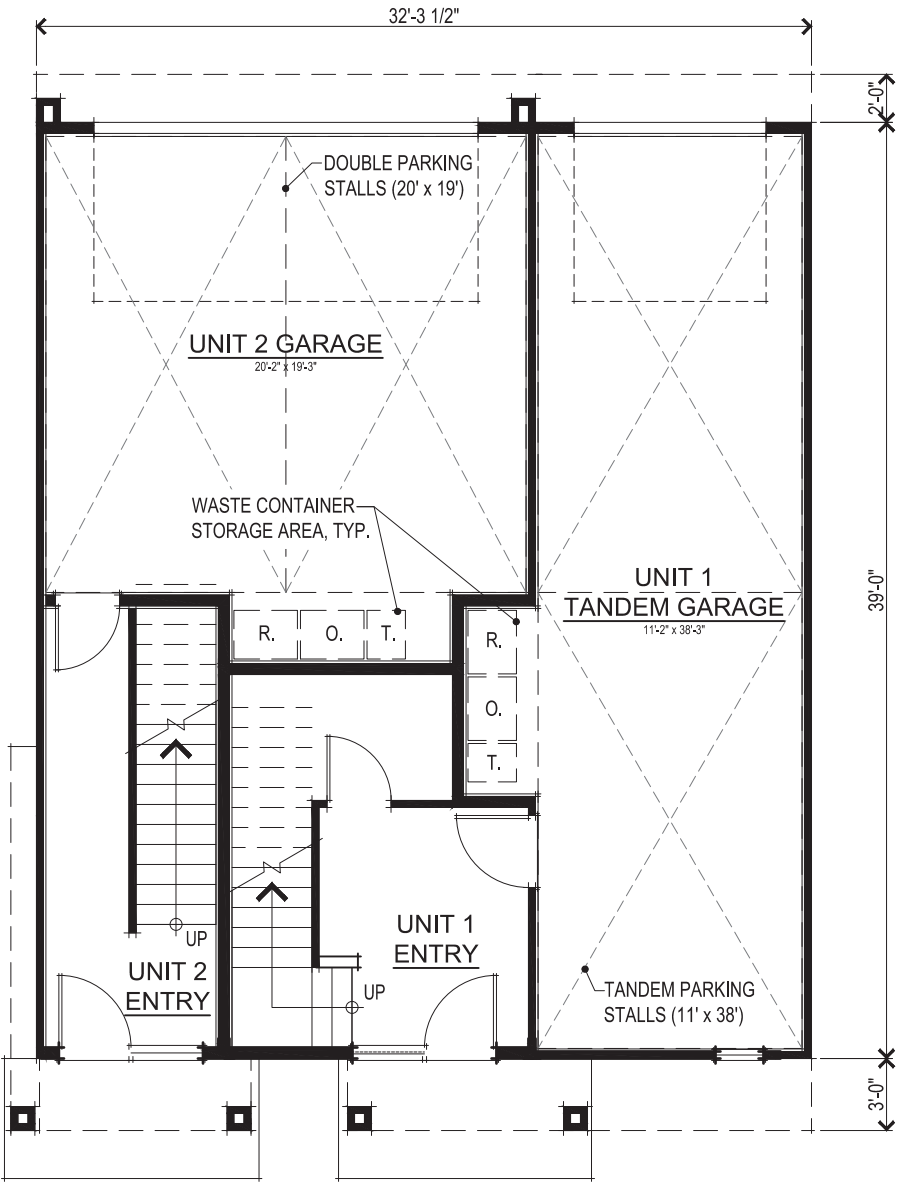 32'-3 1/2"
2'-0"
DOUBLE PARKING
STALLS (20' x 19')
UNIT 2 GARAGE
20'-2" x 19'-3"
WASTE CONTAINER
STORAGE AREA, TYP.
UNIT 1
TANDEM GARAGE
11'-2" x 38'-3"
39'-0"
R.
O.
T.
R.
O.
T.
UP
UNIT 2
ENTRY
UNIT 1
ENTRY
UP
TANDEM PARKING
STALLS (11' x 38')
3'-0"